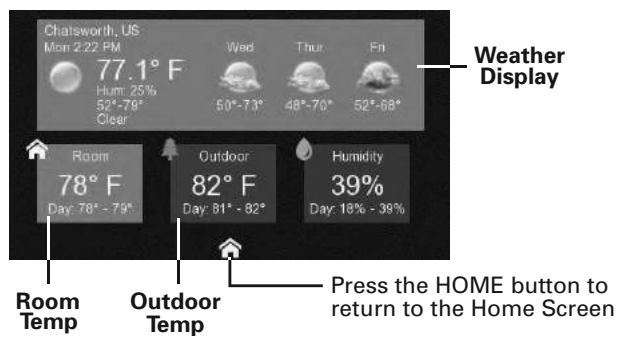 Chatsworth, US
Mon 2:22 PM
77.1° F
Hum: 25%
52°-79°
Clear
Wed
50°-73°
Thur
48°-70°
Fri
52°-68°
Weather
Display
Room
78° F
Day: 78° - 79°
Outdoor
82° F
Day: 81° - 82°
Humidity
39%
Day: 18% - 39%
Room
Temp
Outdoor
Temp
Press the HOME button to
return to the Home Screen